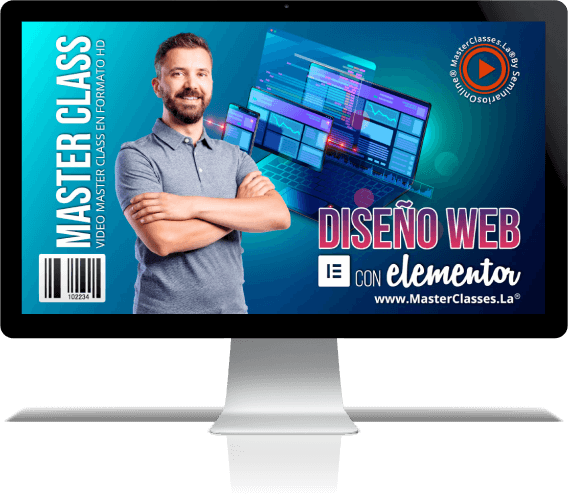 MASTER CLASS
VIDEO MASTER CLASS EN FORMATO HD
102234
MasterClasses.La® By SeminariosOnline®
DISEÑO WEB
CON elementor
www.MasterClasses.La®